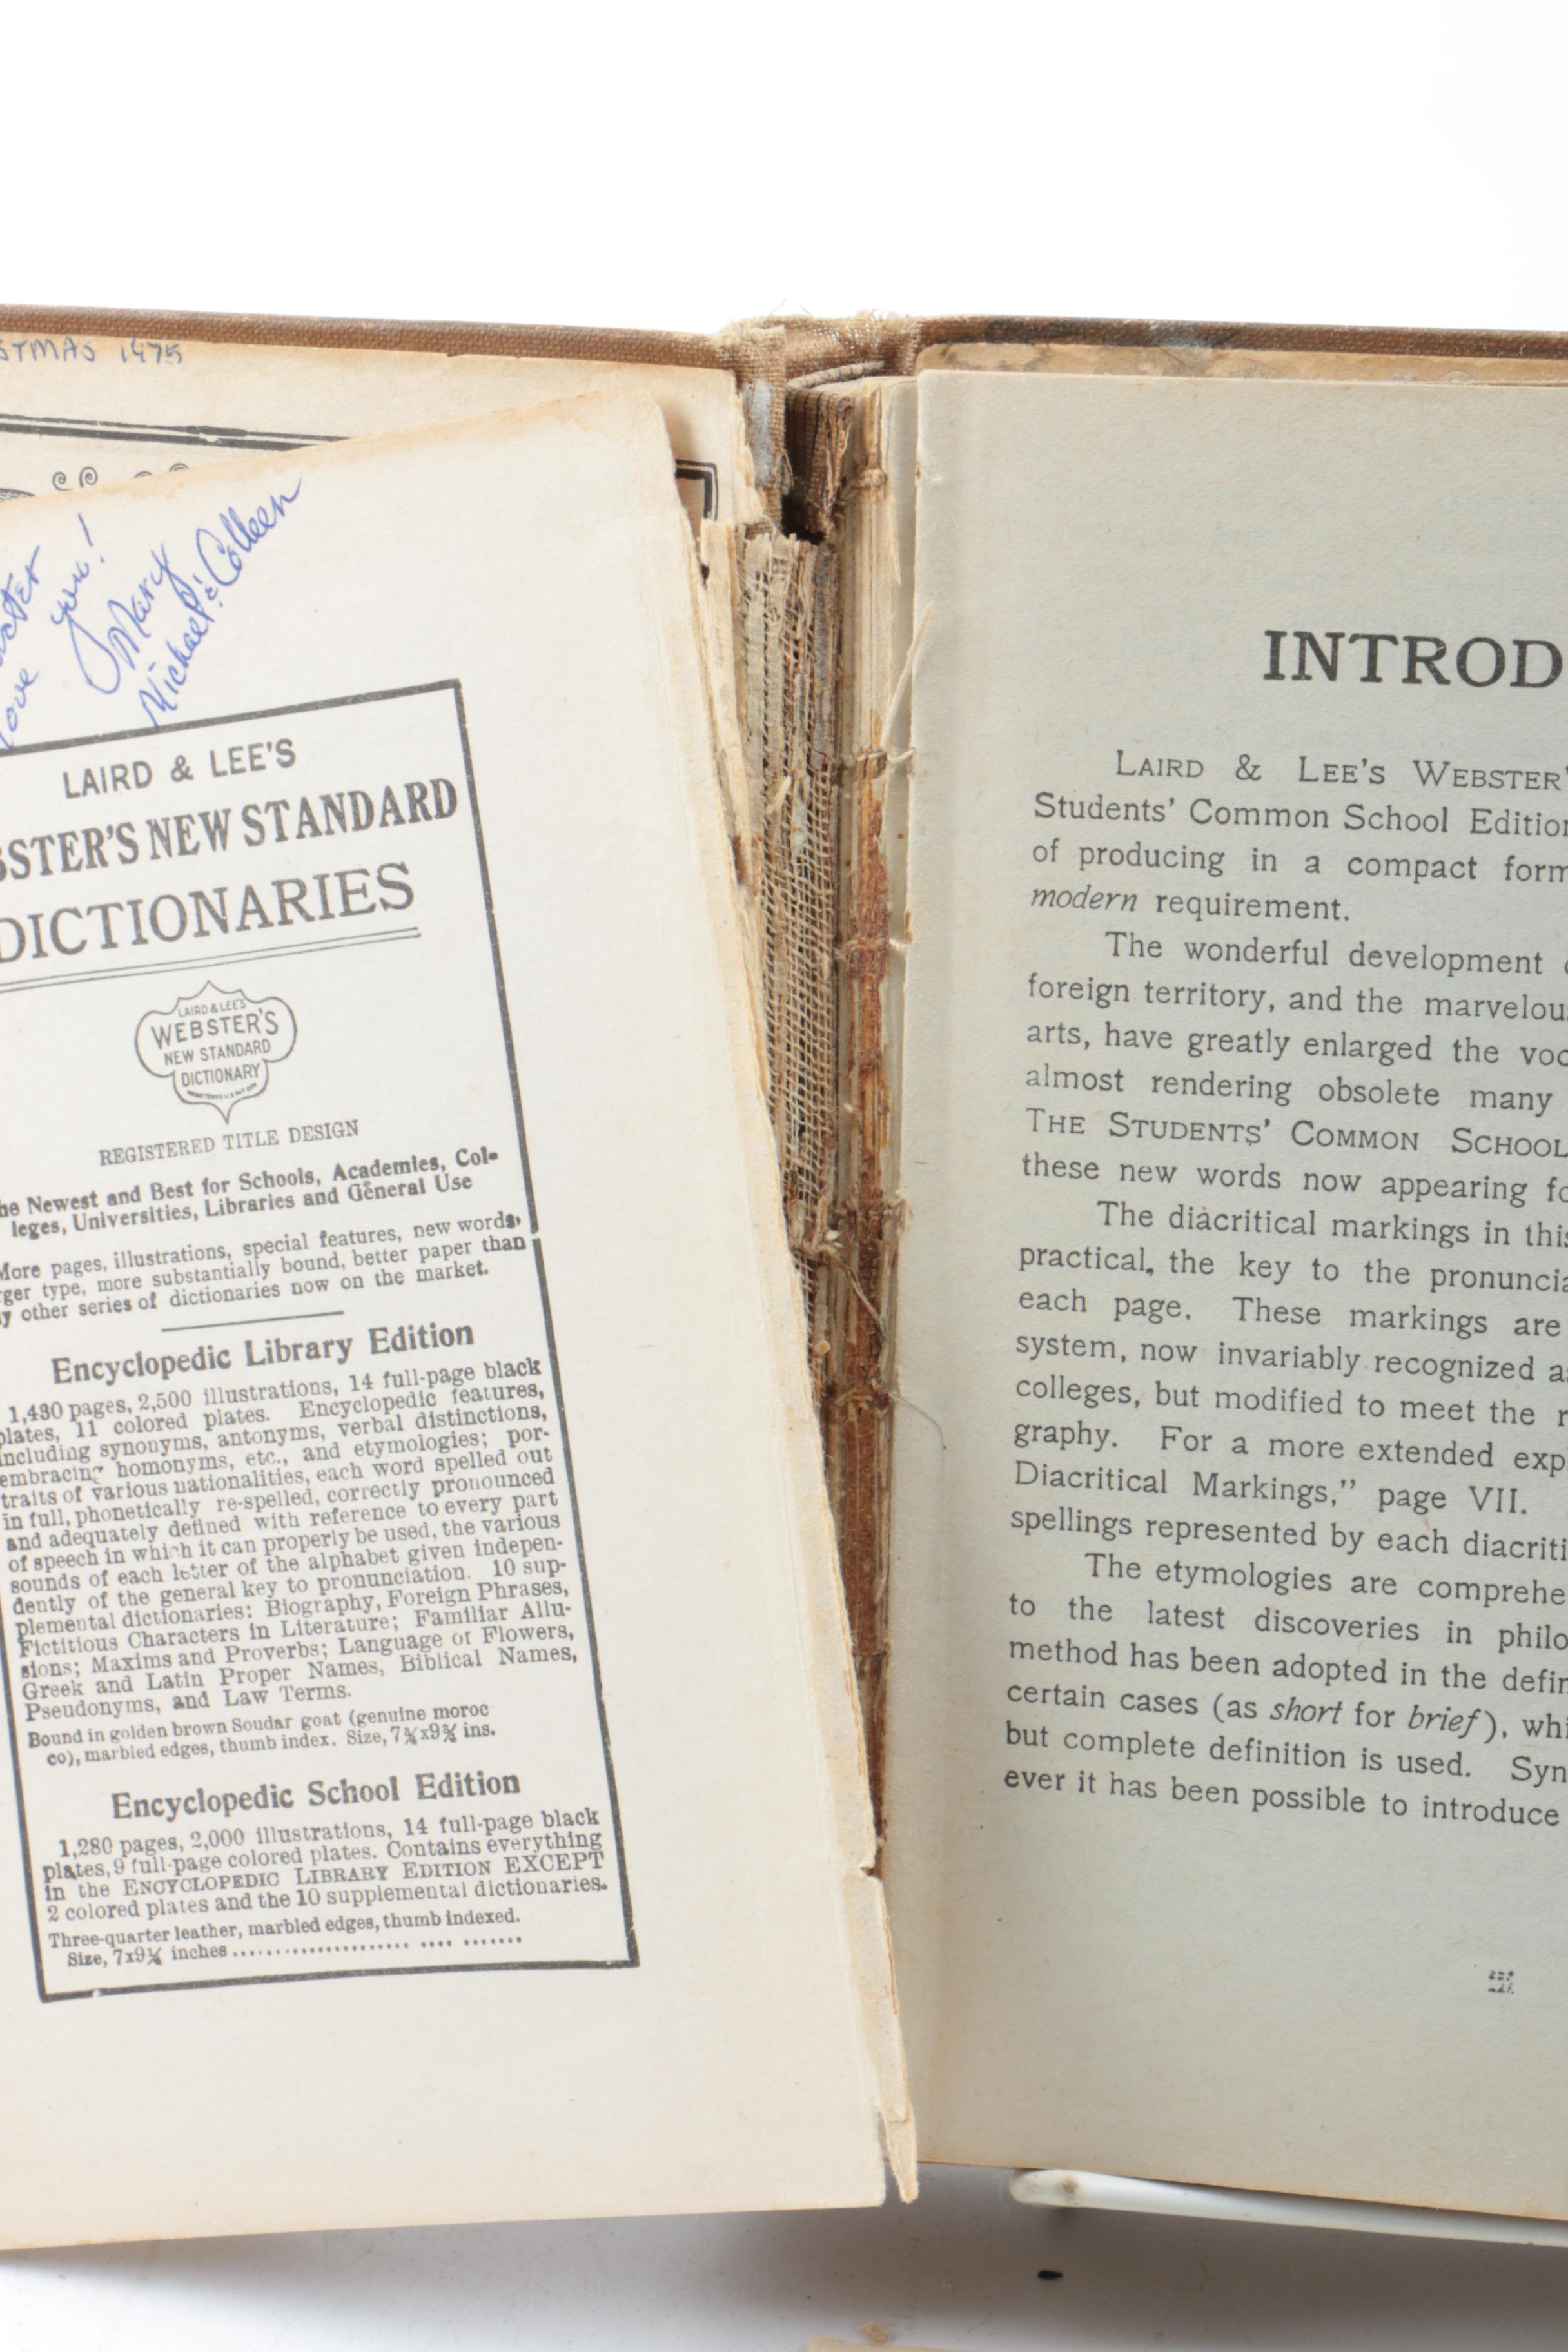 STMAS 1975
love you!
Mary
Michael & Colleen
LAIRD & LEE'S
BSTER'S NEW STANDARD
DICTIONARIES
LAIRD & LEE'S
WEBSTER'S
NEW STANDARD
DICTIONARY
REGISTERED TITLE DESIGN
he Newest and Best for Schools, Academies, Col-
leges, Universities, Libraries and General Use
More pages, illustrations, special features, new words,
rger type, more substantially bound, better paper than
y other series of dictionaries now on the market.
Encyclopedic Library Edition
1,430 pages, 2,500 illustrations, 14 full-page black
plates, 11 colored plates. Encyclopedic features,
including synonyms, antonyms, verbal distinctions,
embracing homonyms, etc., and etymologies; por-
traits of various nationalities, each word spelled out
in full, phonetically re-spelled, correctly pronounced
and adequately defined with reference to every part
of speech in which it can properly be used, the various
sounds of each letter of the alphabet given indepen-
dently of the general key to pronunciation. 10 sup-
plemental dictionaries: Biography, Foreign Phrases,
Fictitious Characters in Literature; Familiar Allu-
sions; Maxims and Proverbs; Language of Flowers,
Greek and Latin Proper Names, Biblical Names,
Pseudonyms, and Law Terms.
Bound in golden brown Soudar goat (genuine moroc
co), marbled edges, thumb index. Size, 7¾x9¾ ins.
Encyclopedic School Edition
1,280 pages, 2,000 illustrations, 14 full-page black
plates, 9 full-page colored plates. Contains everything
in the ENCYCLOPEDIC LIBRARY EDITION EXCEPT
2 colored plates and the 10 supplemental dictionaries.
Three-quarter leather, marbled edges, thumb indexed.
Size, 7x9¼ inches
INTROD
LAIRD & LEE'S WEBSTER'
Students' Common School Edition
of producing in a compact form
modern requirement.
The wonderful development
foreign territory, and the marvelou
arts, have greatly enlarged the voc
almost rendering obsolete many
THE STUDENTS' COMMON SCHOOL
these new words now appearing fo
The diacritical markings in this
practical, the key to the pronuncia
each page. These markings are
system, now invariably recognized as
colleges, but modified to meet the r
graphy. For a more extended exp
Diacritical Markings," page VII.
spellings represented by each diacriti
The etymologies are comprehe
to the latest discoveries in philo
method has been adopted in the defin
certain cases (as short for brief), whi
but complete definition is used. Syn
ever it has been possible to introduce